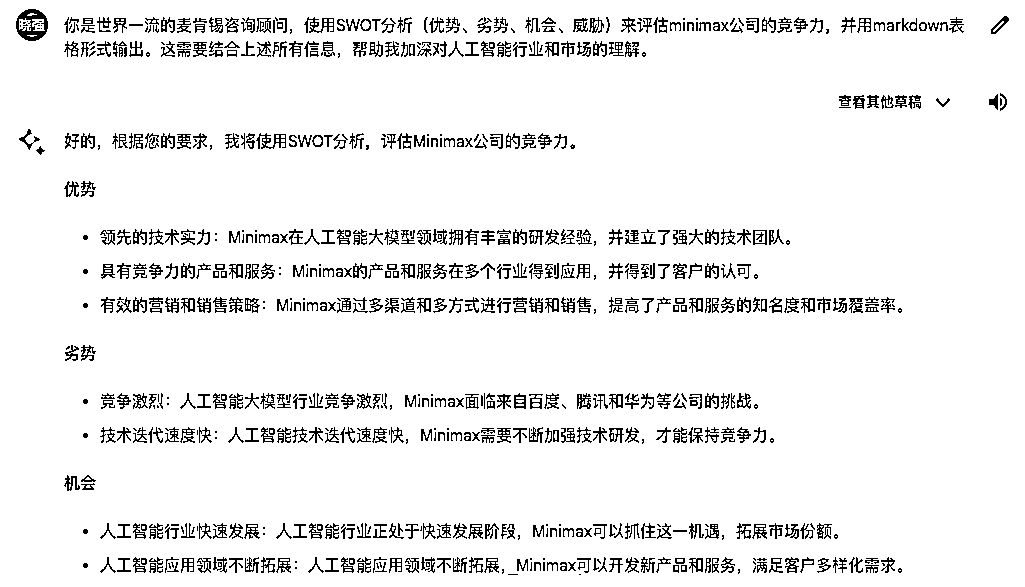 晓蛋
你是世界一流的麦肯锡咨询顾问，使用SWOT分析（优势、劣势、机会、威胁）来评估minimax公司的竞争力，并用markdown表
格形式输出。这需要结合上述所有信息，帮助我加深对人工智能行业和市场的理解。
查看其他草稿
好的，根据您的要求，我将使用SWOT分析，评估Minimax公司的竞争力。
优势
• 领先的技术实力：Minimax在人工智能大模型领域拥有丰富的研发经验，并建立了强大的技术团队。
• 具有竞争力的产品和服务：Minimax的产品和服务在多个行业得到应用，并得到了客户的认可。
• 有效的营销和销售策略：Minimax通过多渠道和多方式进行营销和销售，提高了产品和服务的知名度和市场覆盖率。
劣势
• 竞争激烈：人工智能大模型行业竞争激烈，Minimax面临来自百度、腾讯和华为等公司的挑战。
• 技术迭代速度快：人工智能技术迭代速度快，Minimax需要不断加强技术研发，才能保持竞争力。
机会
• 人工智能行业快速发展：人工智能行业正处于快速发展阶段，Minimax可以抓住这一机遇，拓展市场份额。
• 人工智能应用领域不断拓展：人工智能应用领域不断拓展，Minimax可以开发新产品和服务，满足客户多样化需求。